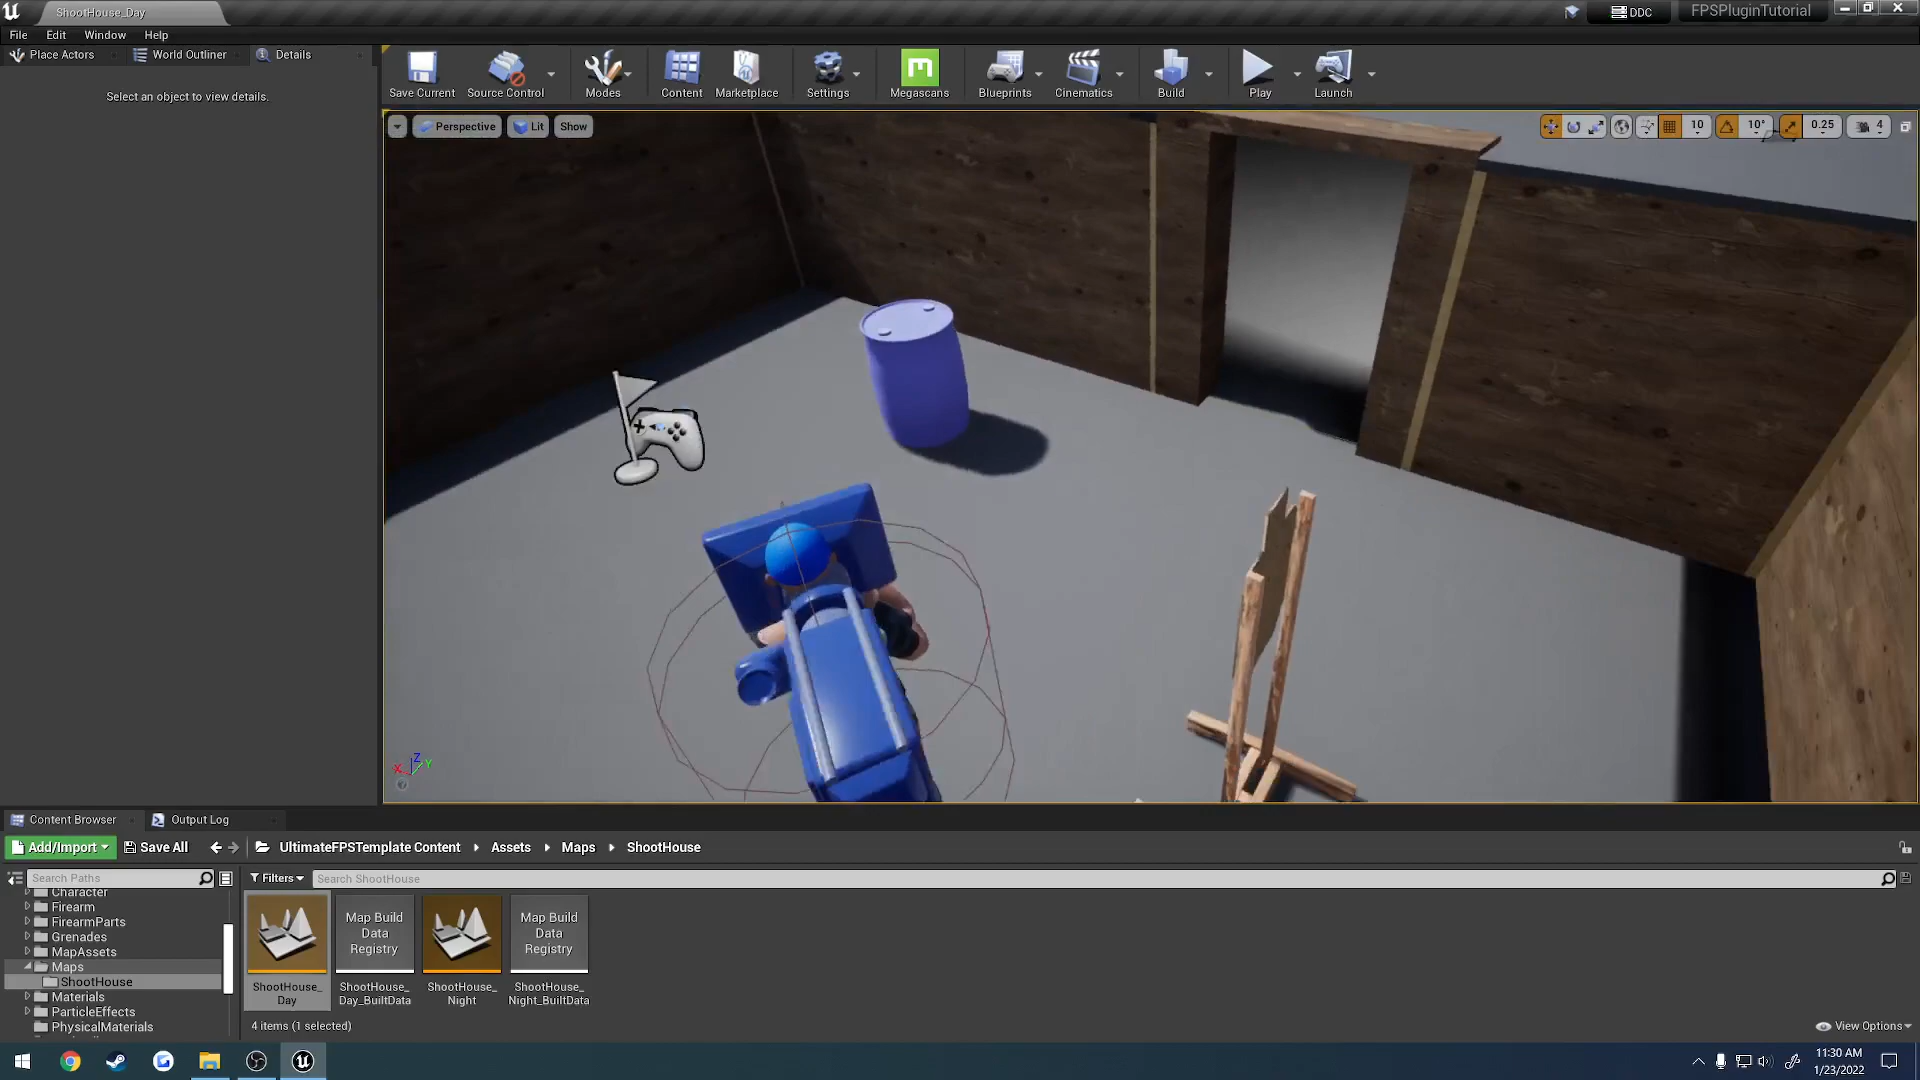 ShootHouse_Day
DDC
FPSPluginTutorial
File Edit Window Help
Place Actors World Outliner Details
Select an object to view details.
Save Current Source Control Modes Content Marketplace Settings Megascans Blueprints Cinematics Build Play Launch
Perspective Lit Show
10 10° 0.25 4
X Z Y
Content Browser Output Log
Add/Import Save All UltimateFPSTemplate Content Assets Maps ShootHouse
Search Paths
Filters Search ShootHouse
Character
Firearm
FirearmParts
Grenades
MapAssets
Maps
ShootHouse
Materials
ParticleEffects
PhysicalMaterials
Map Build
Data
Registry
Map Build
Data
Registry
ShootHouse_
Day
ShootHouse_
Day_BuiltData
ShootHouse_
Night
ShootHouse_
Night_BuiltData
4 items (1 selected)
View Options
11:30 AM
1/23/2022